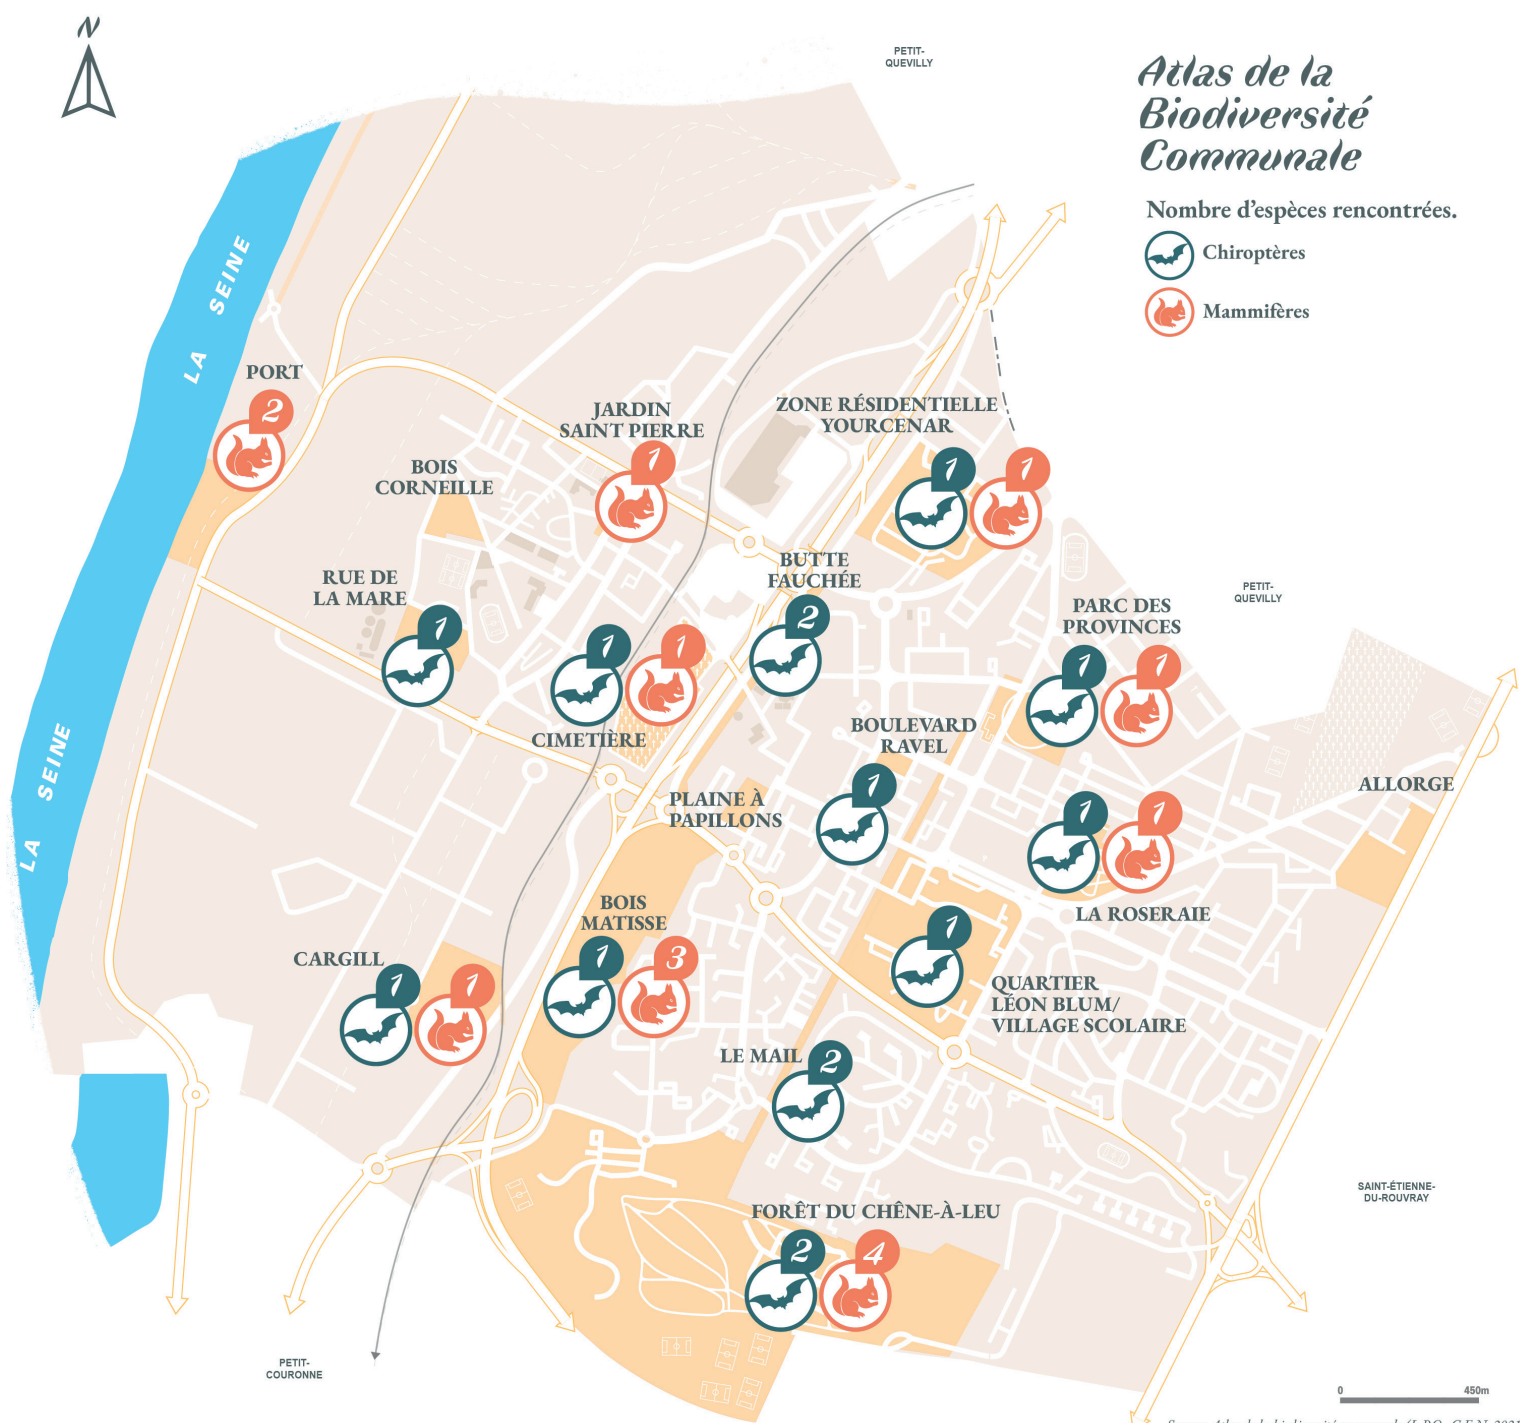 N
PETIT-
QUEVILLY
Atlas de la
Biodiversité
Communale
Nombre d'espèces rencontrées.
Chiroptères
Mammifères
LA SEINE
PORT
2
JARDIN
SAINT PIERRE
1
ZONE RÉSIDENTIELLE
YOURCENAR
1
1
BOIS
CORNEILLE
BUTTE
FAUCHÉE
2
RUE DE
LA MARE
1
PETIT-
QUEVILLY
PARC DES
PROVINCES
1
1
1
1
CIMETIÈRE
BOULEVARD
RAVEL
1
LA SEINE
PLAINE À
PAPILLONS
ALLORGE
1
1
LA ROSERAIE
BOIS
MATISSE
1
3
CARGILL
1
1
1
QUARTIER
LÉON BLUM/
VILLAGE SCOLAIRE
LE MAIL
2
SAINT-ÉTIENNE-
DU-ROUVRAY
FORÊT DU CHÊNE-À-LEU
2
4
PETIT-
COURONNE
0 450m